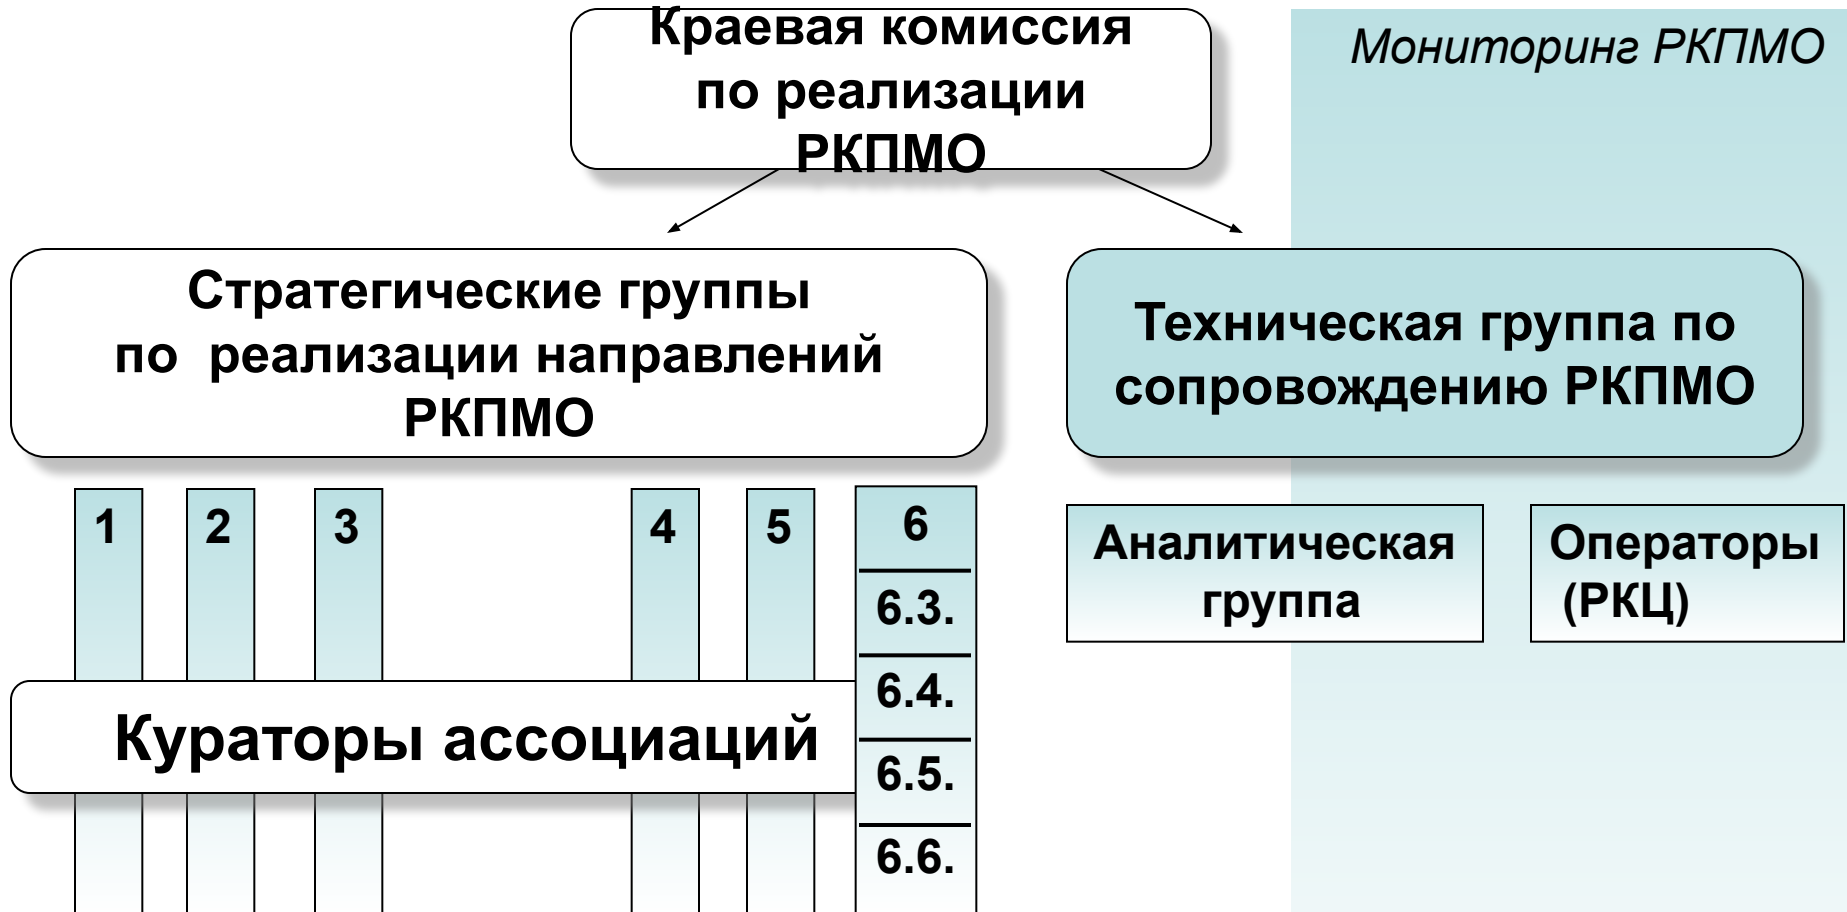 Краевая комиссия
по реализации
РКПМО
Мониторинг РКПМО
Стратегические группы
по реализации направлений
РКПМО
Техническая группа по
сопровождению РКПМО
1
2
3
4
5
6
6.3.
6.4.
6.5.
6.6.
Кураторы ассоциаций
Аналитическая
группа
Операторы
(РКЦ)